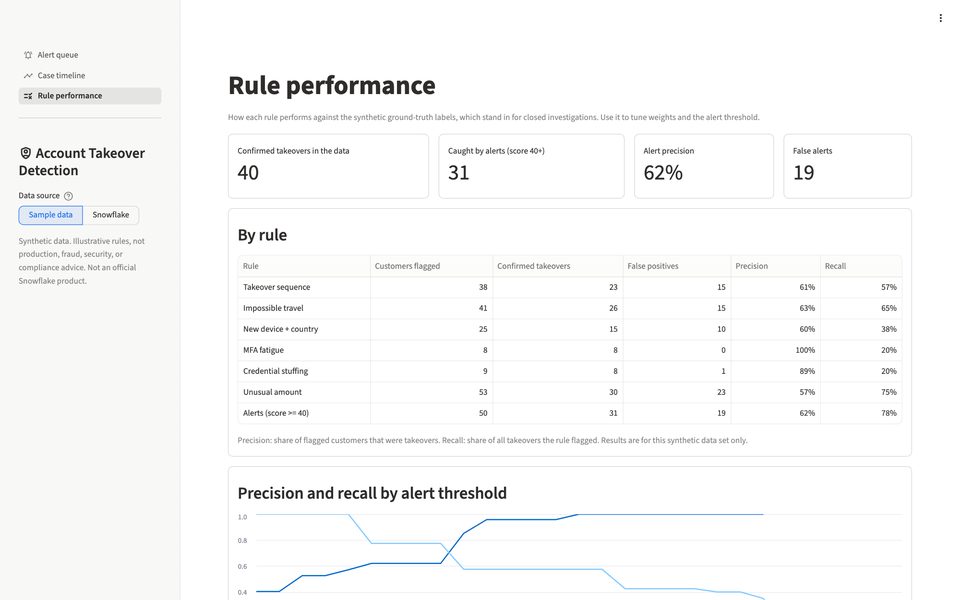 Alert queue
Case timeline
Rule performance
Account Takeover
Detection
Data source
Sample data
Snowflake
Synthetic data. Illustrative rules, not
production, fraud, security, or
compliance advice. Not an official
Snowflake product.
Rule performance
How each rule performs against the synthetic ground-truth labels, which stand in for closed investigations. Use it to tune weights and the alert threshold.
Confirmed takeovers in the data
40
Caught by alerts (score 40+)
31
Alert precision
62%
False alerts
19
By rule
Rule Customers flagged Confirmed takeovers False positives Precision Recall
Takeover sequence 38 23 15 61% 57%
Impossible travel 41 26 15 63% 65%
New device + country 25 15 10 60% 38%
MFA fatigue 8 8 0 100% 20%
Credential stuffing 9 8 1 89% 20%
Unusual amount 53 30 23 57% 75%
Alerts (score >= 40) 50 31 19 62% 78%
Precision: share of flagged customers that were takeovers. Recall: share of all takeovers the rule flagged. Results are for this synthetic data set only.
Precision and recall by alert threshold
1.0
0.8
0.6
0.4